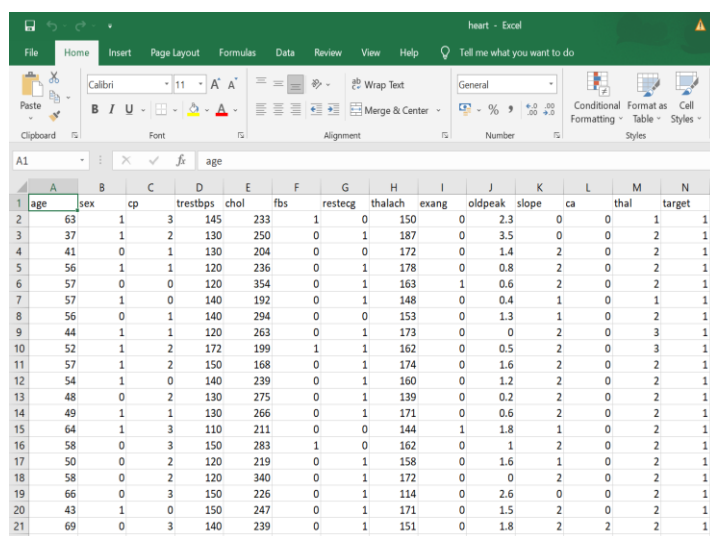 heart - Excel
File Home Insert Page Layout Formulas Data Review View Help Tell me what you want to do
Calibri 11 A A Wrap Text General
Paste B I U A Merge & Center % , .00 .0 Conditional Formatting Format as Table Cell Styles
Clipboard Font Alignment Number Styles
A1 fx age
A B C D E F G H I J K L M N
1 age sex cp trestbps chol fbs restecg thalach exang oldpeak slope ca thal target
2 63 1 3 145 233 1 0 150 0 2.3 0 0 1 1
3 37 1 2 130 250 0 1 187 0 3.5 0 0 2 1
4 41 0 1 130 204 0 0 172 0 1.4 2 0 2 1
5 56 1 1 120 236 0 1 178 0 0.8 2 0 2 1
6 57 0 0 120 354 0 1 163 1 0.6 2 0 2 1
7 57 1 0 140 192 0 1 148 0 0.4 1 0 1 1
8 56 0 1 140 294 0 0 153 0 1.3 1 0 2 1
9 44 1 1 120 263 0 1 173 0 0 2 0 3 1
10 52 1 2 172 199 1 1 162 0 0.5 2 0 3 1
11 57 1 2 150 168 0 1 174 0 1.6 2 0 2 1
12 54 1 0 140 239 0 1 160 0 1.2 2 0 2 1
13 48 0 2 130 275 0 1 139 0 0.2 2 0 2 1
14 49 1 1 130 266 0 1 171 0 0.6 2 0 2 1
15 64 1 3 110 211 0 0 144 1 1.8 1 0 2 1
16 58 0 3 150 283 1 0 162 0 1 2 0 2 1
17 50 0 2 120 219 0 1 158 0 1.6 1 0 2 1
18 58 0 2 120 340 0 1 172 0 0 2 0 2 1
19 66 0 3 150 226 0 1 114 0 2.6 0 0 2 1
20 43 1 0 150 247 0 1 171 0 1.5 2 0 2 1
21 69 0 3 140 239 0 1 151 0 1.8 2 2 2 1